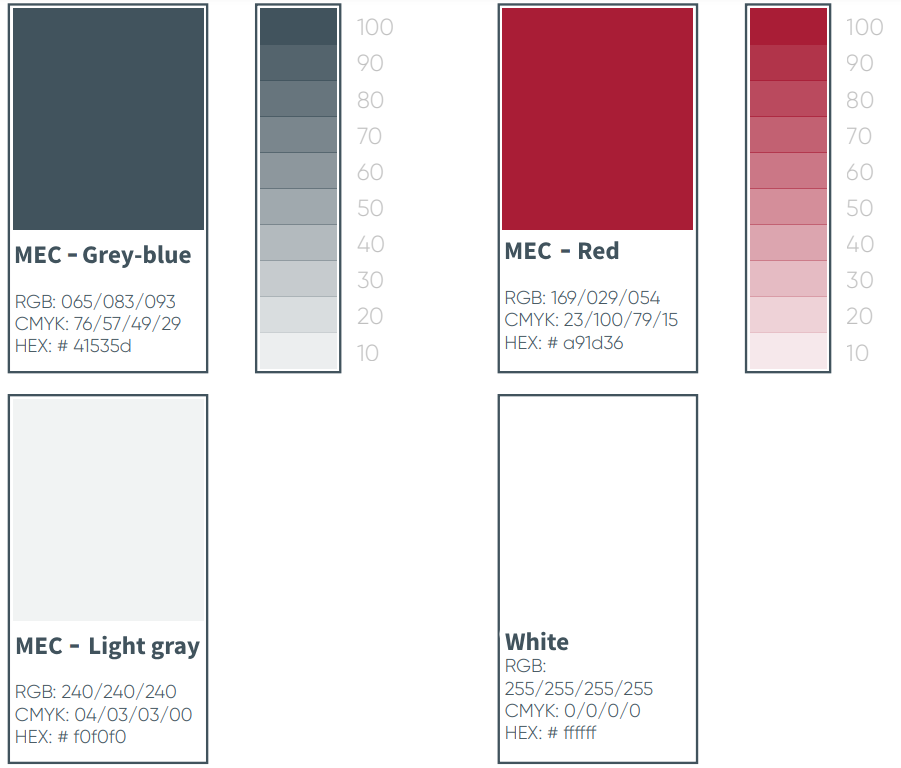 100
90
80
70
60
50
40
30
20
10
MEC - Grey-blue
RGB: 065/083/093
CMYK: 76/57/49/29
HEX: # 41535d
100
90
80
70
60
50
40
30
20
10
MEC - Red
RGB: 169/029/054
CMYK: 23/100/79/15
HEX: # a91d36
MEC - Light gray
RGB: 240/240/240
CMYK: 04/03/03/00
HEX: # f0f0f0
White
RGB:
255/255/255/255
CMYK: 0/0/0/0
HEX: # ffffff